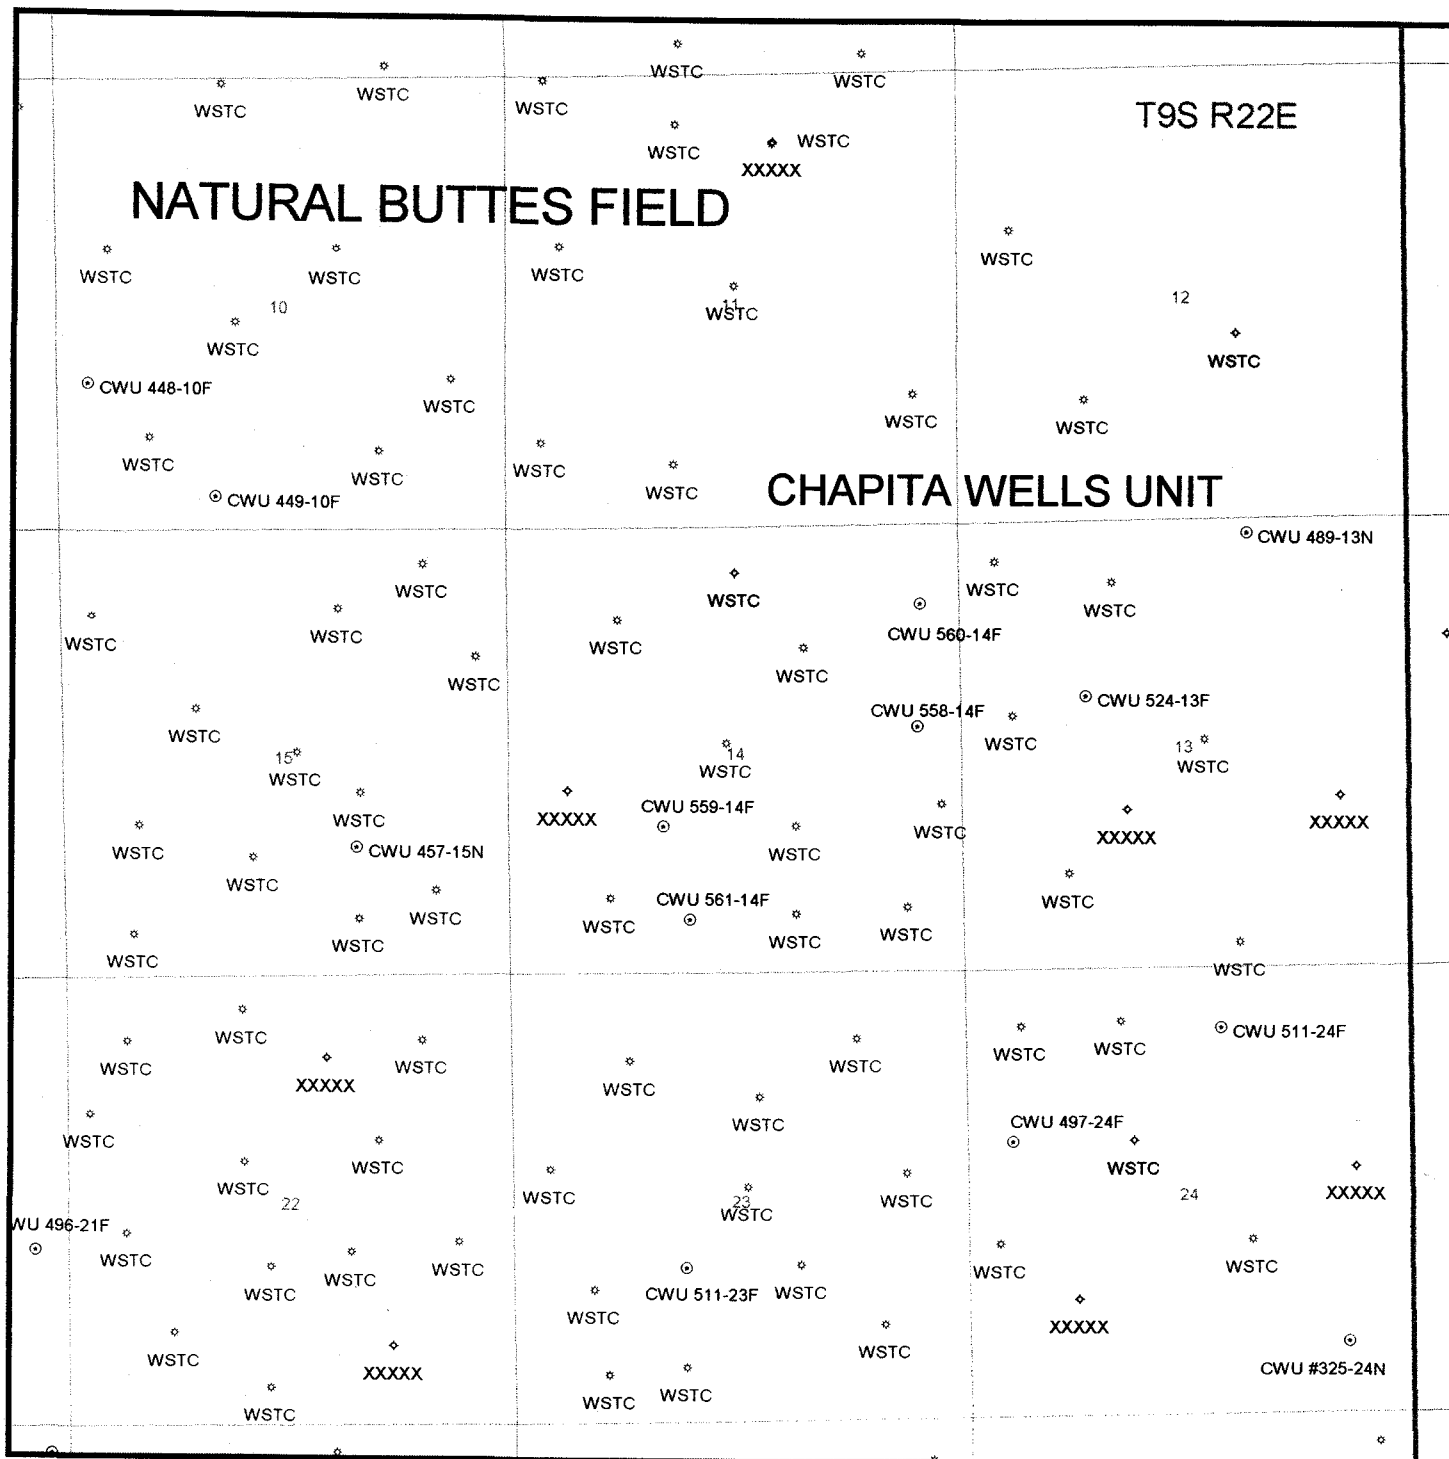 WSTC
WSTC
WSTC
WSTC
WSTC
T9S R22E
WSTC
WSTC
XXXXX
NATURAL BUTTES FIELD
WSTC
WSTC
WSTC
WSTC
10
11
WSTC
12
WSTC
WSTC
CWU 448-10F
WSTC
WSTC
WSTC
WSTC
WSTC
WSTC
WSTC
CWU 449-10F
CHAPITA WELLS UNIT
CWU 489-13N
WSTC
WSTC
WSTC
WSTC
WSTC
WSTC
WSTC
CWU 560-14F
WSTC
WSTC
WSTC
CWU 524-13F
CWU 558-14F
WSTC
WSTC
15
WSTC
14
WSTC
13
WSTC
WSTC
XXXXX
CWU 559-14F
WSTC
XXXXX
XXXXX
WSTC
WSTC
CWU 457-15N
WSTC
WSTC
WSTC
CWU 561-14F
WSTC
WSTC
WSTC
WSTC
WSTC
WSTC
WSTC
WSTC
WSTC
WSTC
WSTC
CWU 511-24F
WSTC
XXXXX
WSTC
WSTC
WSTC
CWU 497-24F
WSTC
WSTC
WSTC
WSTC
WSTC
WSTC
WSTC
XXXXX
22
23
WSTC
24
WU 496-21F
WSTC
WSTC
WSTC
WSTC
WSTC
WSTC
CWU 511-23F
WSTC
WSTC
XXXXX
WSTC
WSTC
XXXXX
CWU #325-24N
WSTC
WSTC
WSTC